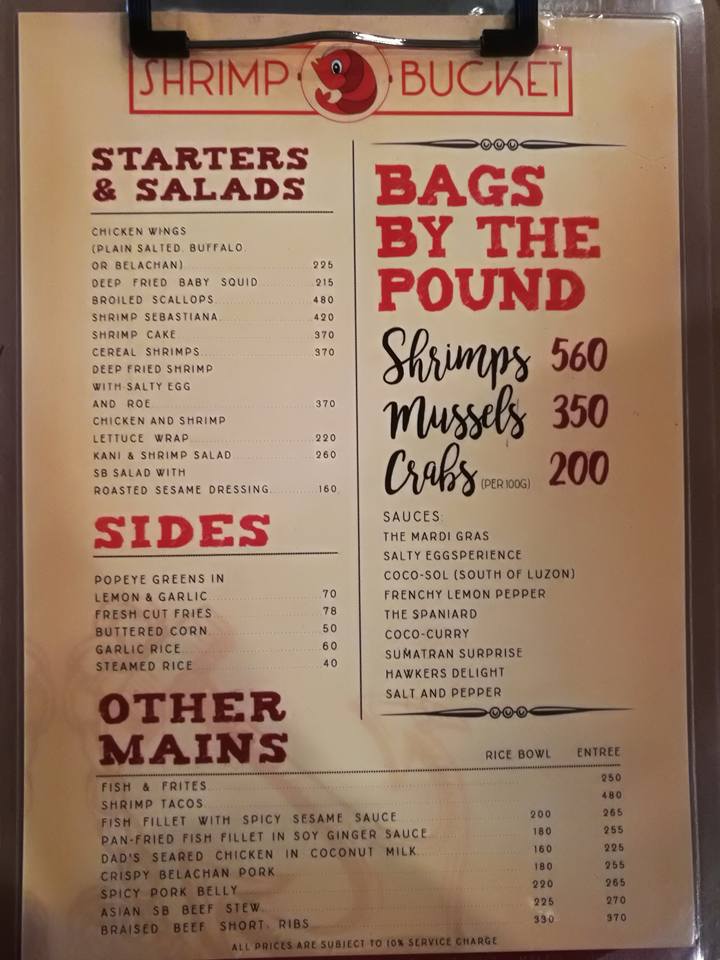 SHRIMP BUCKET
STARTERS
& SALADS
CHICKEN WINGS
(PLAIN SALTED, BUFFALO,
OR BELACHAN) 225
DEEP FRIED BABY SQUID 215
BROILED SCALLOPS 480
SHRIMP SEBASTIANA 420
SHRIMP CAKE 370
CEREAL SHRIMPS 370
DEEP FRIED SHRIMP
WITH SALTY EGG
AND ROE 370
CHICKEN AND SHRIMP
LETTUCE WRAP 220
KANI & SHRIMP SALAD 260
SB SALAD WITH
ROASTED SESAME DRESSING 160
SIDES
POPEYE GREENS IN
LEMON & GARLIC 70
FRESH CUT FRIES 78
BUTTERED CORN 50
GARLIC RICE 60
STEAMED RICE 40
BAGS
BY THE
POUND
Shrimps 560
Mussels 350
Crabs (PER 100G) 200
SAUCES:
THE MARDI GRAS
SALTY EGGSPERIENCE
COCO-SOL (SOUTH OF LUZON)
FRENCHY LEMON PEPPER
THE SPANIARD
COCO-CURRY
SUMATRAN SURPRISE
HAWKERS DELIGHT
SALT AND PEPPER
OTHER
MAINS
RICE BOWL ENTREE
FISH & FRITES 250
SHRIMP TACOS 480
FISH FILLET WITH SPICY SESAME SAUCE 200 265
PAN-FRIED FISH FILLET IN SOY GINGER SAUCE 180 255
DAD'S SEARED CHICKEN IN COCONUT MILK 160 225
CRISPY BELACHAN PORK 180 255
SPICY PORK BELLY 220 265
ASIAN SB BEEF STEW 225 270
BRAISED BEEF SHORT RIBS 330 370
ALL PRICES ARE SUBJECT TO 10% SERVICE CHARGE